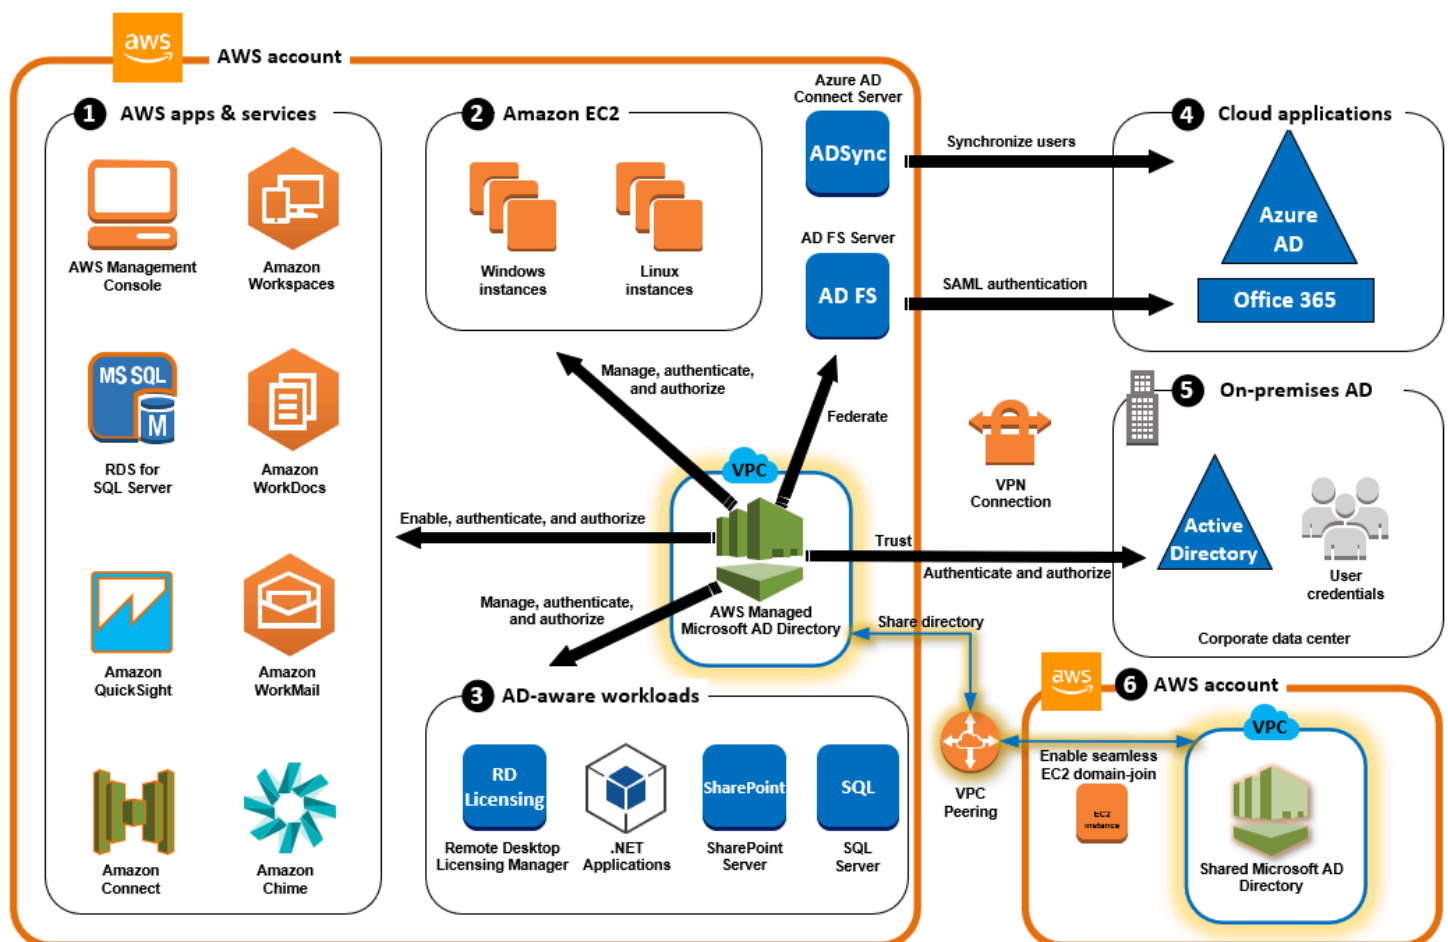 aws
AWS account
1
AWS apps & services
AWS Management
Console
Amazon
Workspaces
MS SQL
M
RDS for
SQL Server
Amazon
WorkDocs
Amazon
QuickSight
Amazon
WorkMail
Amazon
Connect
Amazon
Chime
2
Amazon EC2
Windows
instances
Linux
instances
Azure AD
Connect Server
ADSync
Synchronize users
AD FS Server
AD FS
SAML authentication
4
Cloud applications
Azure
AD
Office 365
Manage, authenticate,
and authorize
Federate
Enable, authenticate, and authorize
Manage, authenticate,
and authorize
VPC
AWS Managed
Microsoft AD Directory
Trust
Authenticate and authorize
VPN
Connection
5
On-premises AD
Active
Directory
User
credentials
Corporate data center
Share directory
3
AD-aware workloads
RD
Licensing
Remote Desktop
Licensing Manager
.NET
Applications
SharePoint
SharePoint
Server
SQL
SQL
Server
VPC
Peering
aws
6
AWS account
Enable seamless
EC2 domain-join
EC2
Instance
VPC
Shared Microsoft AD
Directory